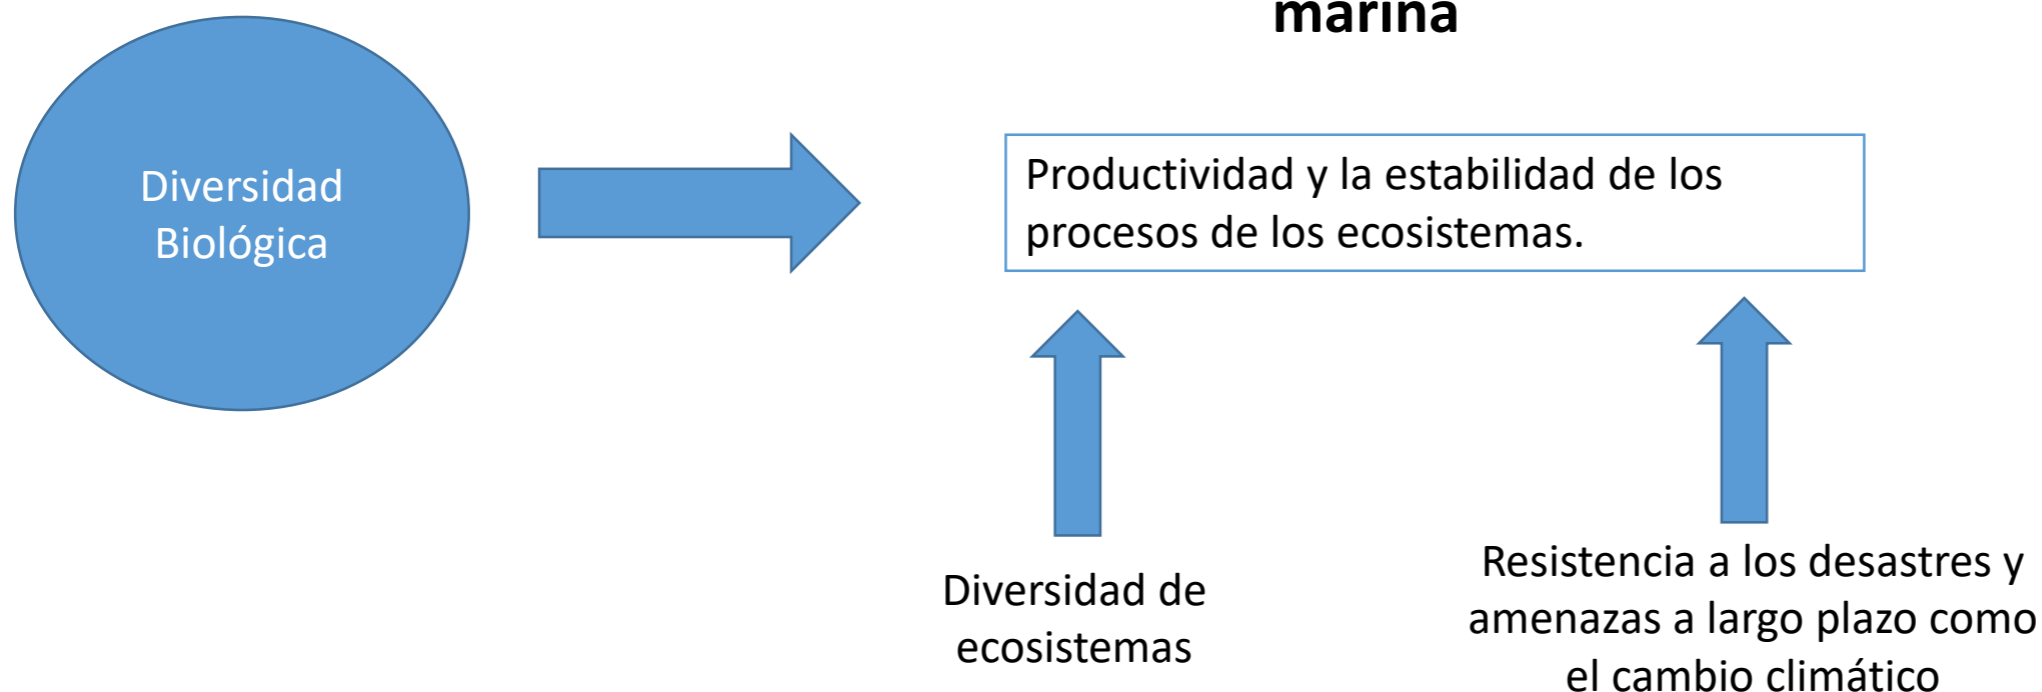 marina
Diversidad
Biológica
Productividad y la estabilidad de los
procesos de los ecosistemas.
Diversidad de
ecosistemas
Resistencia a los desastres y
amenazas a largo plazo como
el cambio climático